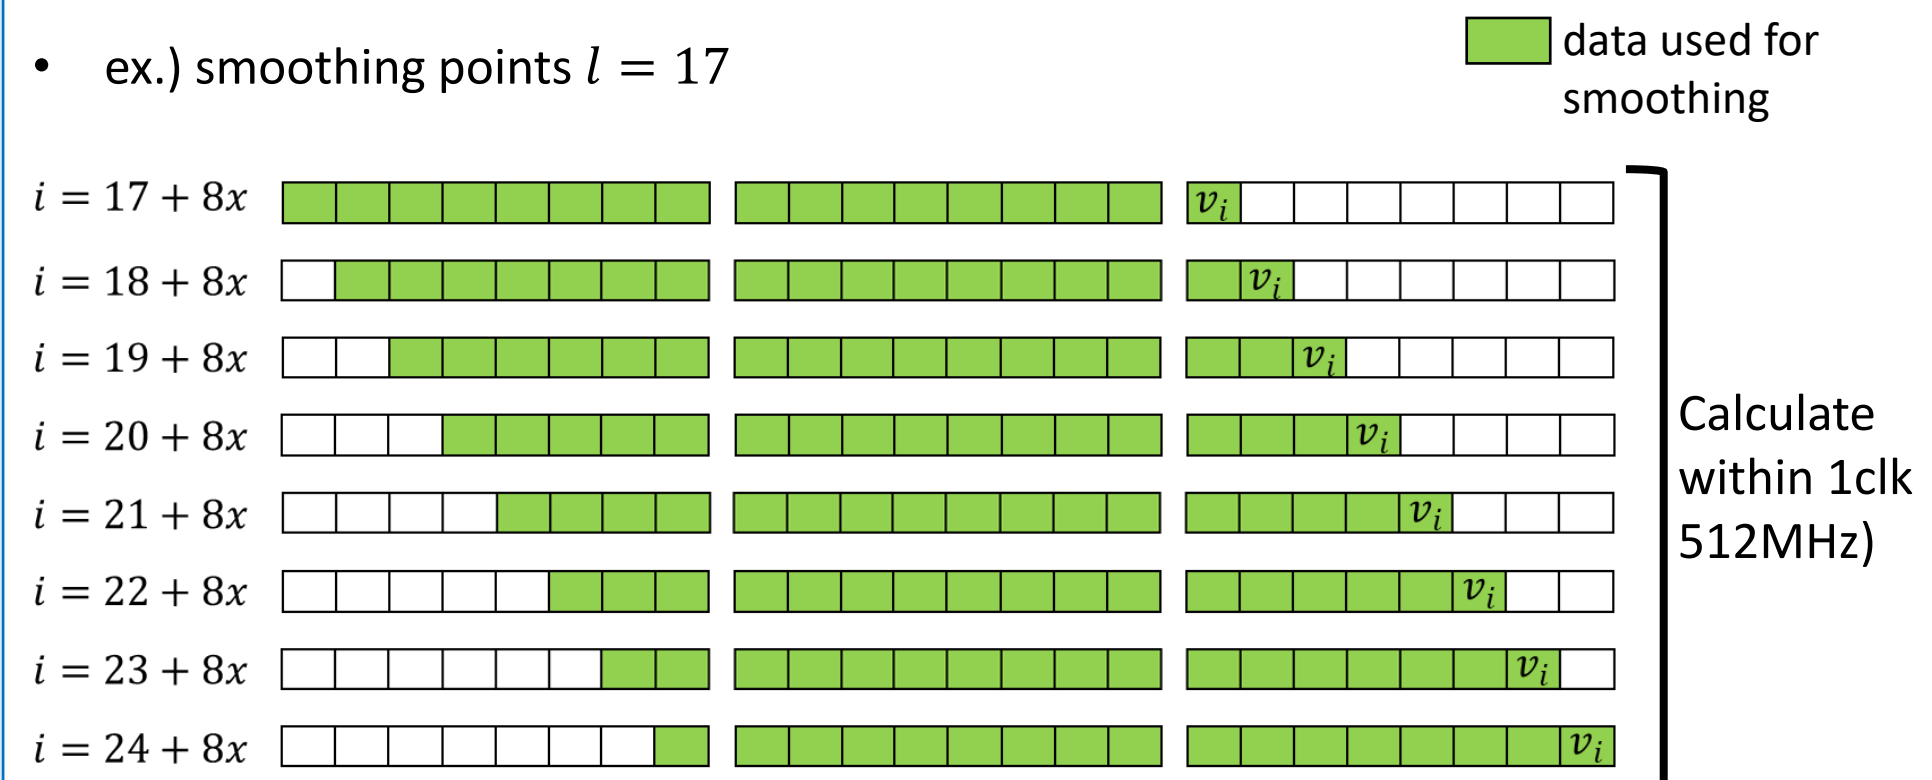 • ex.) smoothing points l = 17
data used for
smoothing
i = 17 + 8x
v_i
i = 18 + 8x
v_i
i = 19 + 8x
v_i
i = 20 + 8x
v_i
i = 21 + 8x
v_i
i = 22 + 8x
v_i
i = 23 + 8x
v_i
i = 24 + 8x
v_i
Calculate
within 1clk
512MHz)